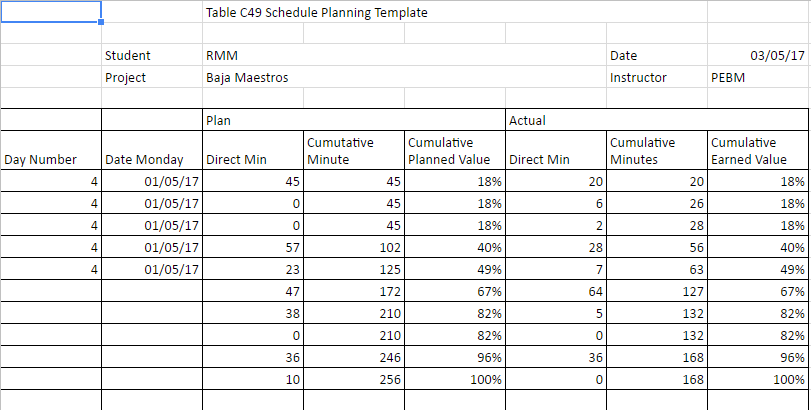 Table C49 Schedule Planning Template
Student RMM Date 03/05/17
Project Baja Maestros Instructor PEBM
Plan Actual
Cumutative Cumulative Cumulative Cumulative
Day Number Date Monday Direct Min Minute Planned Value Direct Min Minutes Earned Value
4 01/05/17 45 45 18% 20 20 18%
4 01/05/17 0 45 18% 6 26 18%
4 01/05/17 0 45 18% 2 28 18%
4 01/05/17 57 102 40% 28 56 40%
4 01/05/17 23 125 49% 7 63 49%
47 172 67% 64 127 67%
38 210 82% 5 132 82%
0 210 82% 0 132 82%
36 246 96% 36 168 96%
10 256 100% 0 168 100%